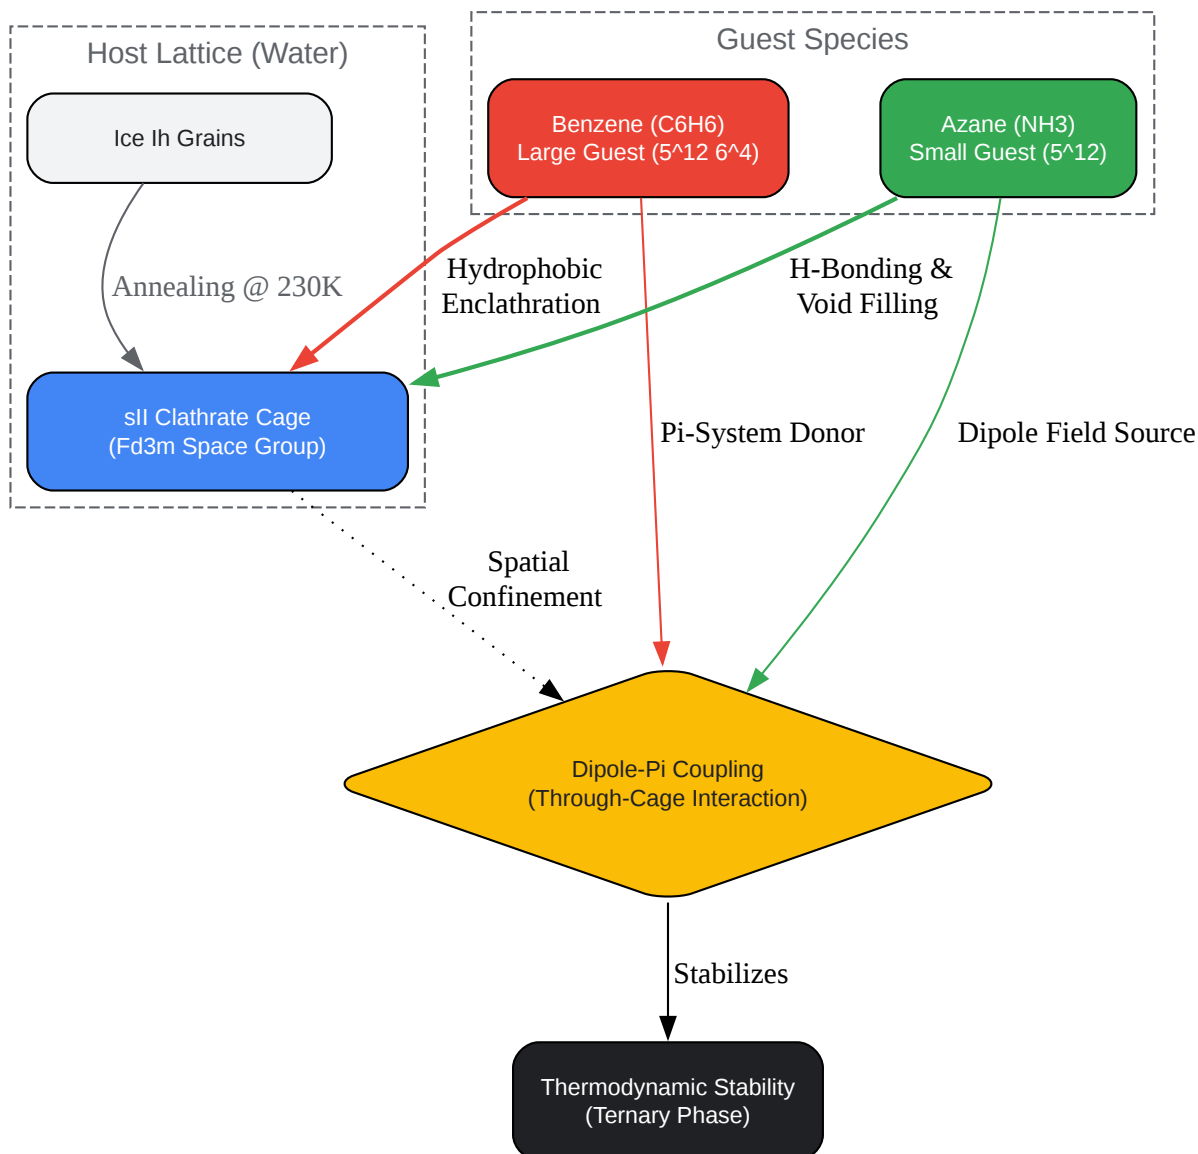 Host Lattice (Water)
Guest Species
Ice Ih Grains
Benzene (C6H6)
Large Guest (5^12 6^4)
Azane (NH3)
Small Guest (5^12)
Annealing @ 230K
Hydrophobic
Enclathration
H-Bonding &
Void Filling
sII Clathrate Cage
(Fd3m Space Group)
Pi-System Donor
Dipole Field Source
Spatial
Confinement
Dipole-Pi Coupling
(Through-Cage Interaction)
Stabilizes
Thermodynamic Stability
(Ternary Phase)